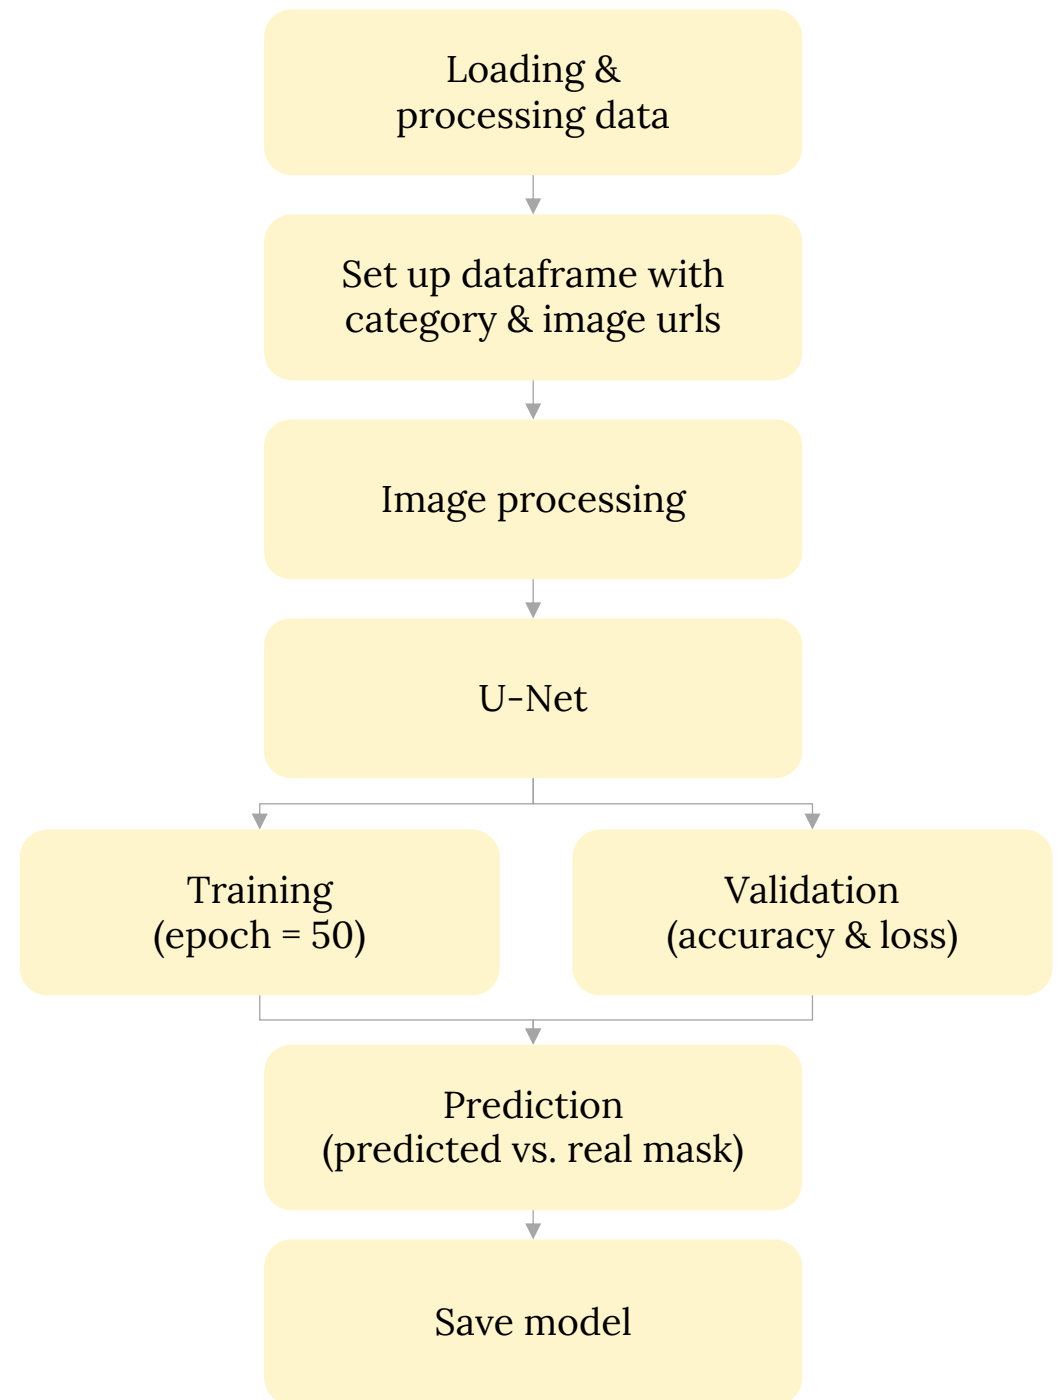 Loading &
processing data
Set up dataframe with
category & image urls
Image processing
U-Net
Training
(epoch = 50)
Validation
(accuracy & loss)
Prediction
(predicted vs. real mask)
Save model